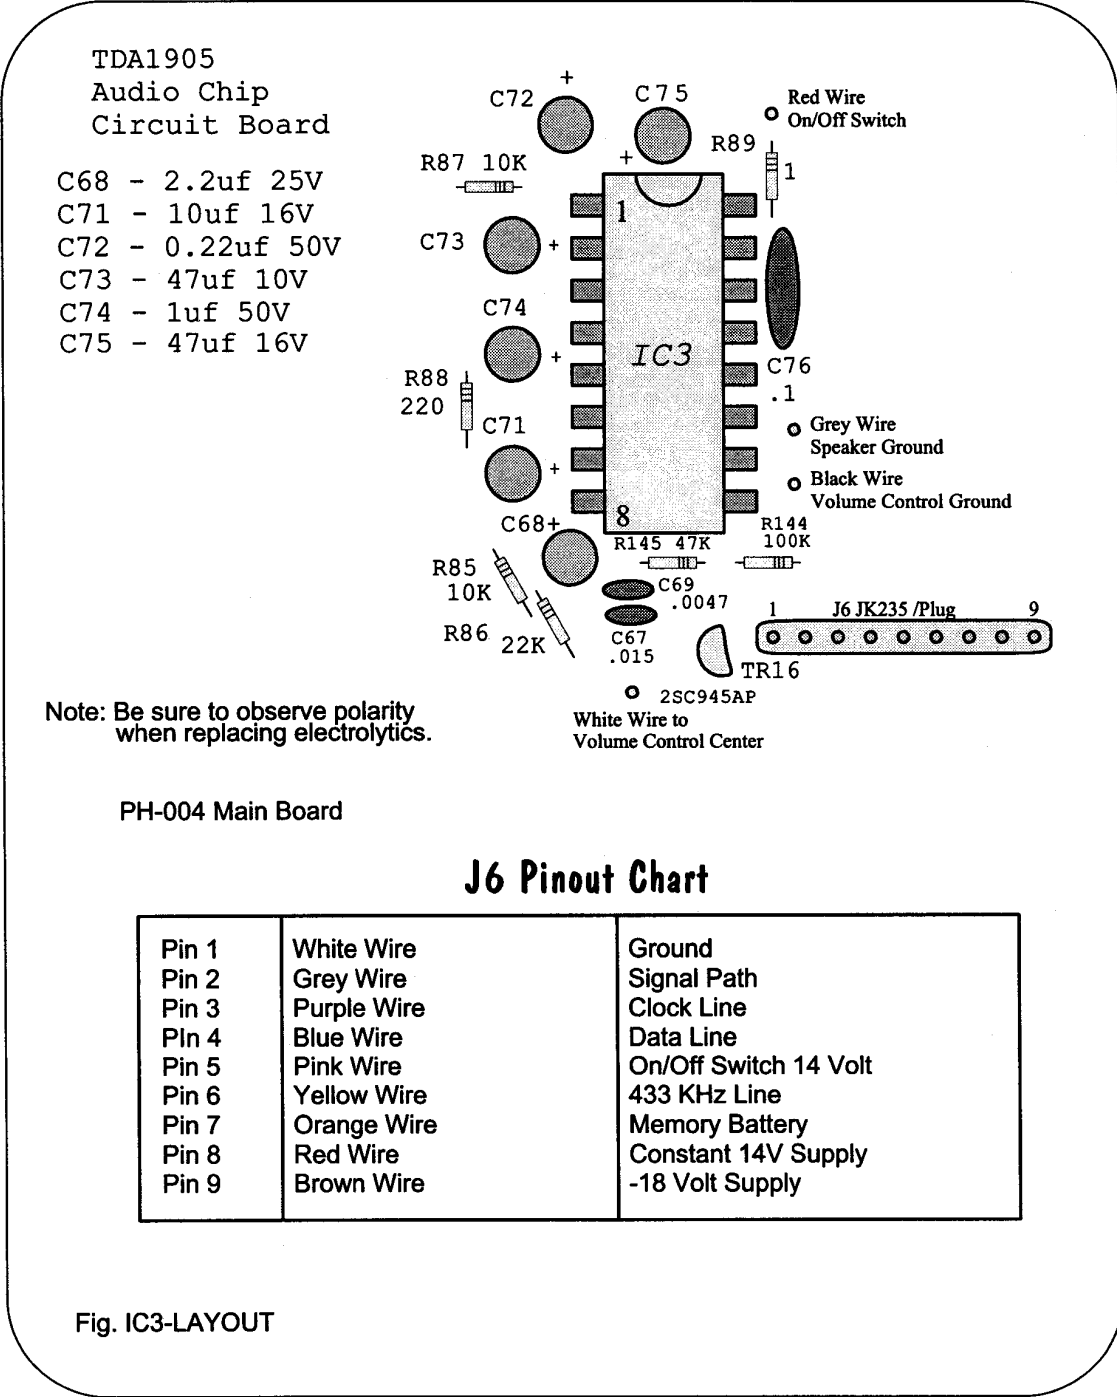 TDA1905
Audio Chip
Circuit Board
C68 - 2.2uf 25V
C71 - 10uf 16V
C72 - 0.22uf 50V
C73 - 47uf 10V
C74 - 1uf 50V
C75 - 47uf 16V
+
C72
C75
+
Red Wire
On/Off Switch
R89
1
R87 10K
1
C73 +
C74
+
IC3
C76
.1
R88
220
C71
+
Grey Wire
Speaker Ground
Black Wire
Volume Control Ground
8
C68+
R144
100K
R145 47K
R85
10K
C69
.0047
R86 22K
C67
.015
1 J6 JK235 /Plug 9
TR16
2SC945AP
White Wire to
Volume Control Center
Note: Be sure to observe polarity
when replacing electrolytics.
PH-004 Main Board
J6 Pinout Chart
Pin 1 White Wire Ground
Pin 2 Grey Wire Signal Path
Pin 3 Purple Wire Clock Line
PIn 4 Blue Wire Data Line
Pin 5 Pink Wire On/Off Switch 14 Volt
Pin 6 Yellow Wire 433 KHz Line
Pin 7 Orange Wire Memory Battery
Pin 8 Red Wire Constant 14V Supply
Pin 9 Brown Wire -18 Volt Supply
Fig. IC3-LAYOUT